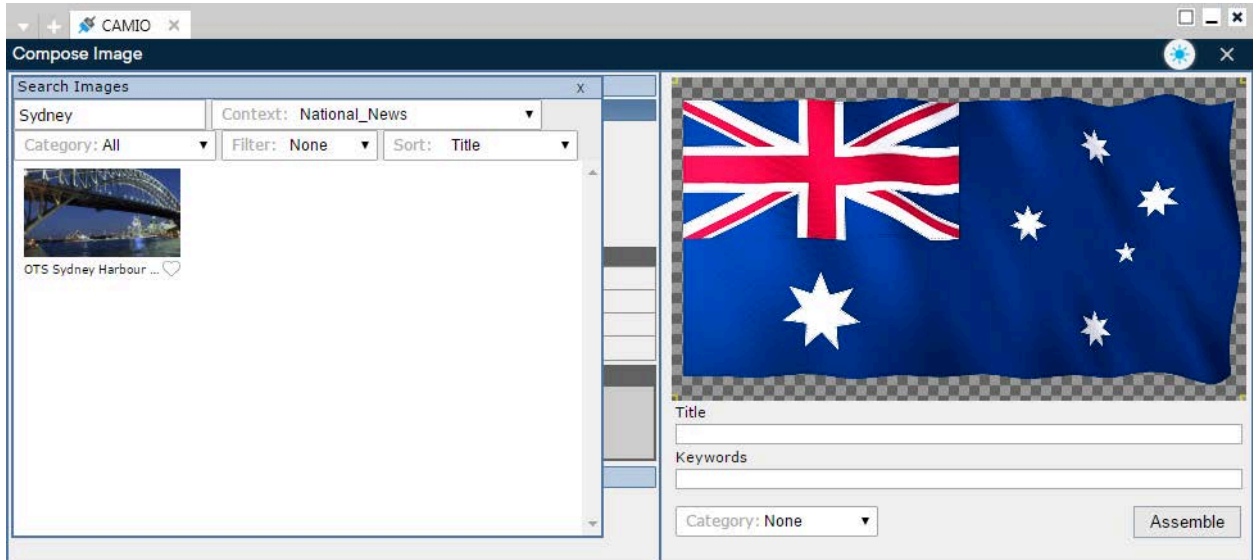 CAMIO
Compose Image
Search Images x
Sydney Context: National_News
Category: All Filter: None Sort: Title
OTS Sydney Harbour ...
Title
Keywords
Category: None Assemble